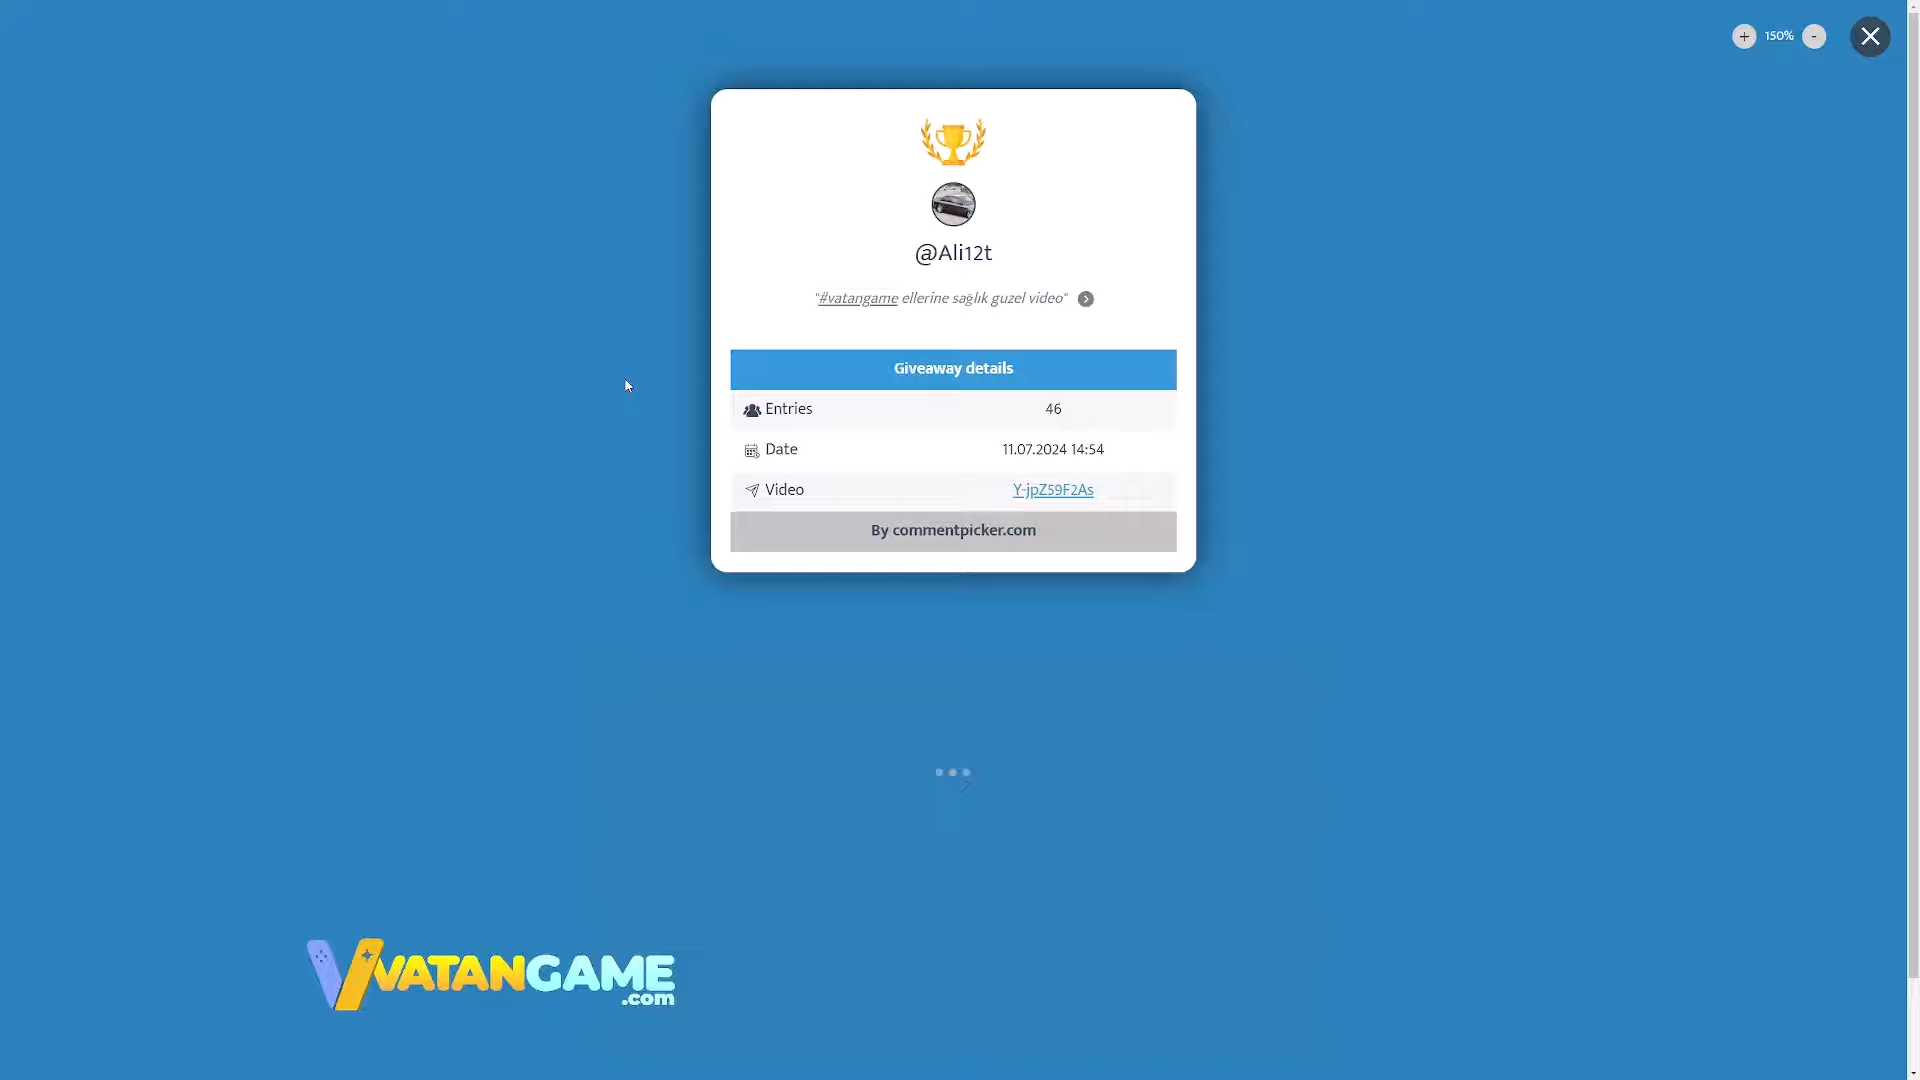 + 150% -
@Ali12t
"#vatangame ellerine sağlık guzel video"
Giveaway details
Entries 46
Date 11.07.2024 14:54
Video Y-jpZ59F2As
By commentpicker.com
VATANGAME
.com